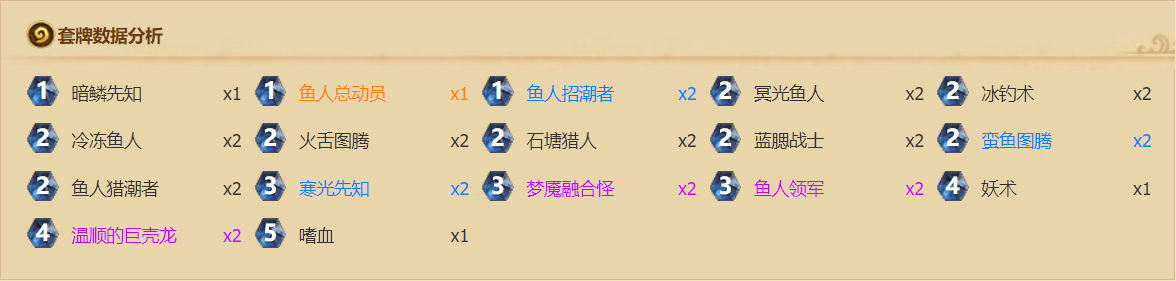 套牌数据分析
1 暗鳞先知 x1 1 鱼人总动员 x1 1 鱼人招潮者 x2 2 冥光鱼人 x2 2 冰钓术 x2
2 冷冻鱼人 x2 2 火舌图腾 x2 2 石塘猎人 x2 2 蓝腮战士 x2 2 蛮鱼图腾 x2
2 鱼人猎潮者 x2 3 寒光先知 x2 3 梦魇融合怪 x2 3 鱼人领军 x2 4 妖术 x1
4 温顺的巨壳龙 x2 5 嗜血 x1